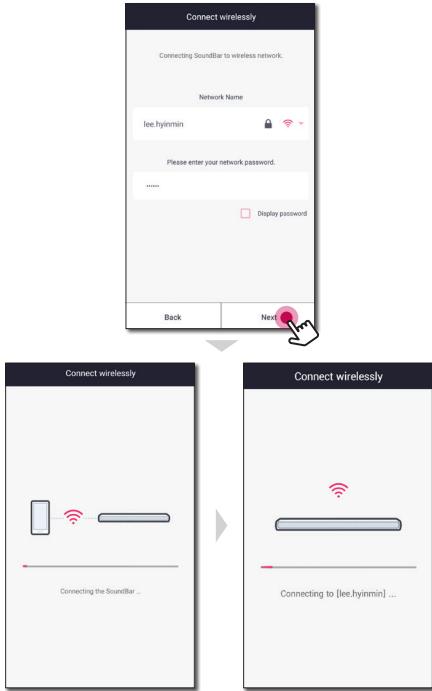 Connect wirelessly
Connecting SoundBar to wireless network.
Network Name
lee.hyinmin
Please enter your network password.
······
Display password
Back
Next
Connect wirelessly
Connecting the SoundBar ...
Connect wirelessly
Connecting to [lee.hyinmin] ...